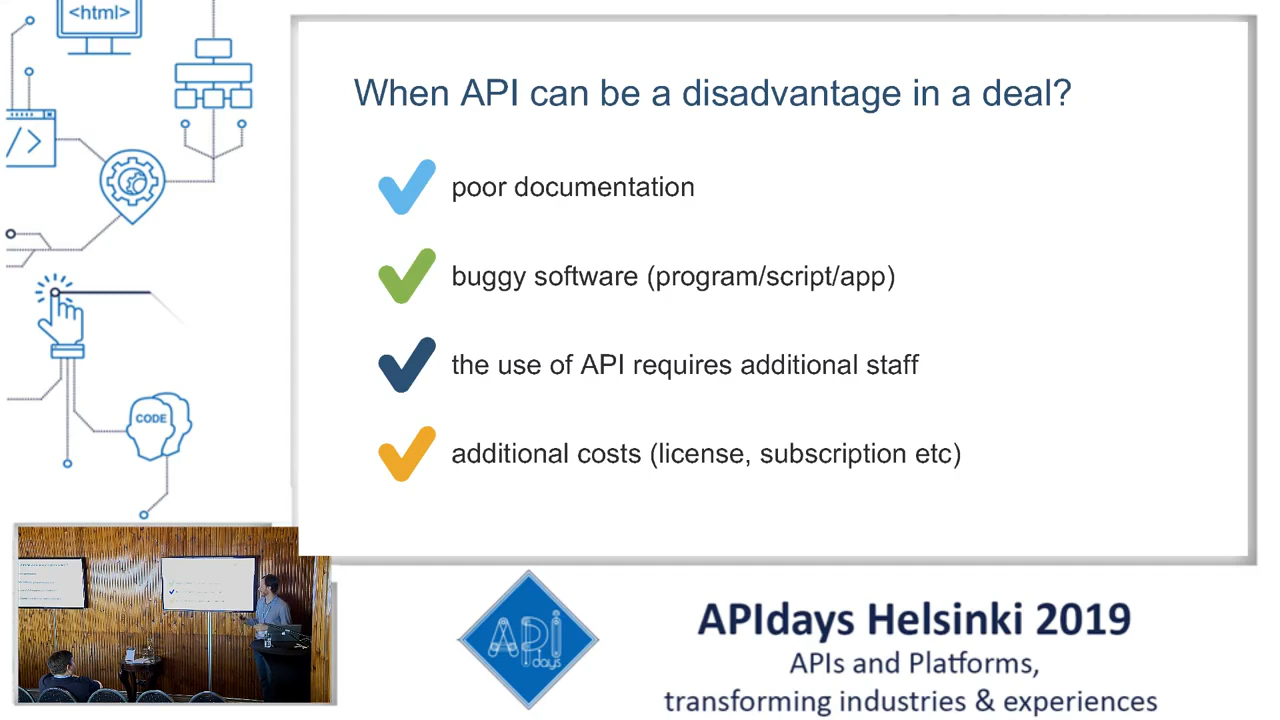 <html>
When API can be a disadvantage in a deal?
poor documentation
</>
buggy software (program/script/app)
the use of API requires additional staff
CODE
additional costs (license, subscription etc)
API
days
APIdays Helsinki 2019
APIs and Platforms,
transforming industries & experiences